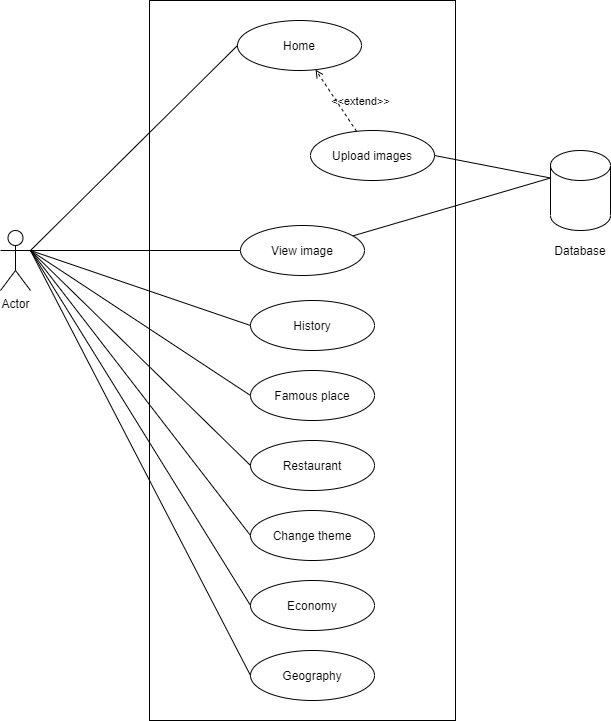 Home
<<extend>>
Upload images
View image
Database
Actor
History
Famous place
Restaurant
Change theme
Economy
Geography